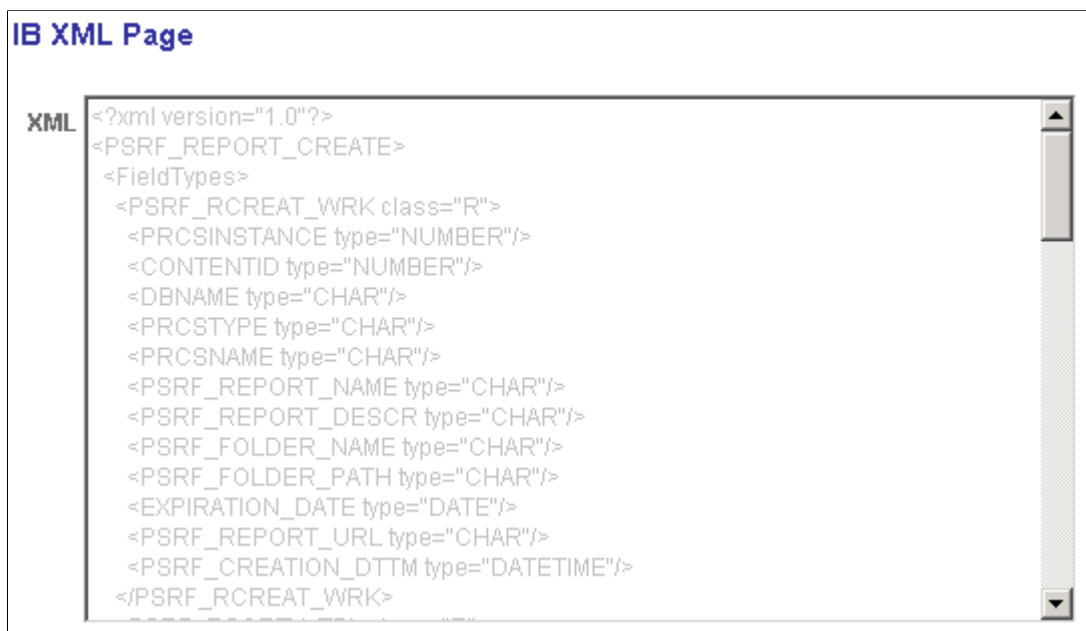 IB XML Page
XML
<?xml version="1.0"?>
<PSRF_REPORT_CREATE>
<FieldTypes>
<PSRF_RCREAT_WRK class="R">
<PRCSINSTANCE type="NUMBER"/>
<CONTENTID type="NUMBER"/>
<DBNAME type="CHAR"/>
<PRCSTYPE type="CHAR"/>
<PRCSNAME type="CHAR"/>
<PSRF_REPORT_NAME type="CHAR"/>
<PSRF_REPORT_DESCR type="CHAR"/>
<PSRF_FOLDER_NAME type="CHAR"/>
<PSRF_FOLDER_PATH type="CHAR"/>
<EXPIRATION_DATE type="DATE"/>
<PSRF_REPORT_URL type="CHAR"/>
<PSRF_CREATION_DTTM type="DATETIME"/>
</PSRF_RCREAT_WRK>